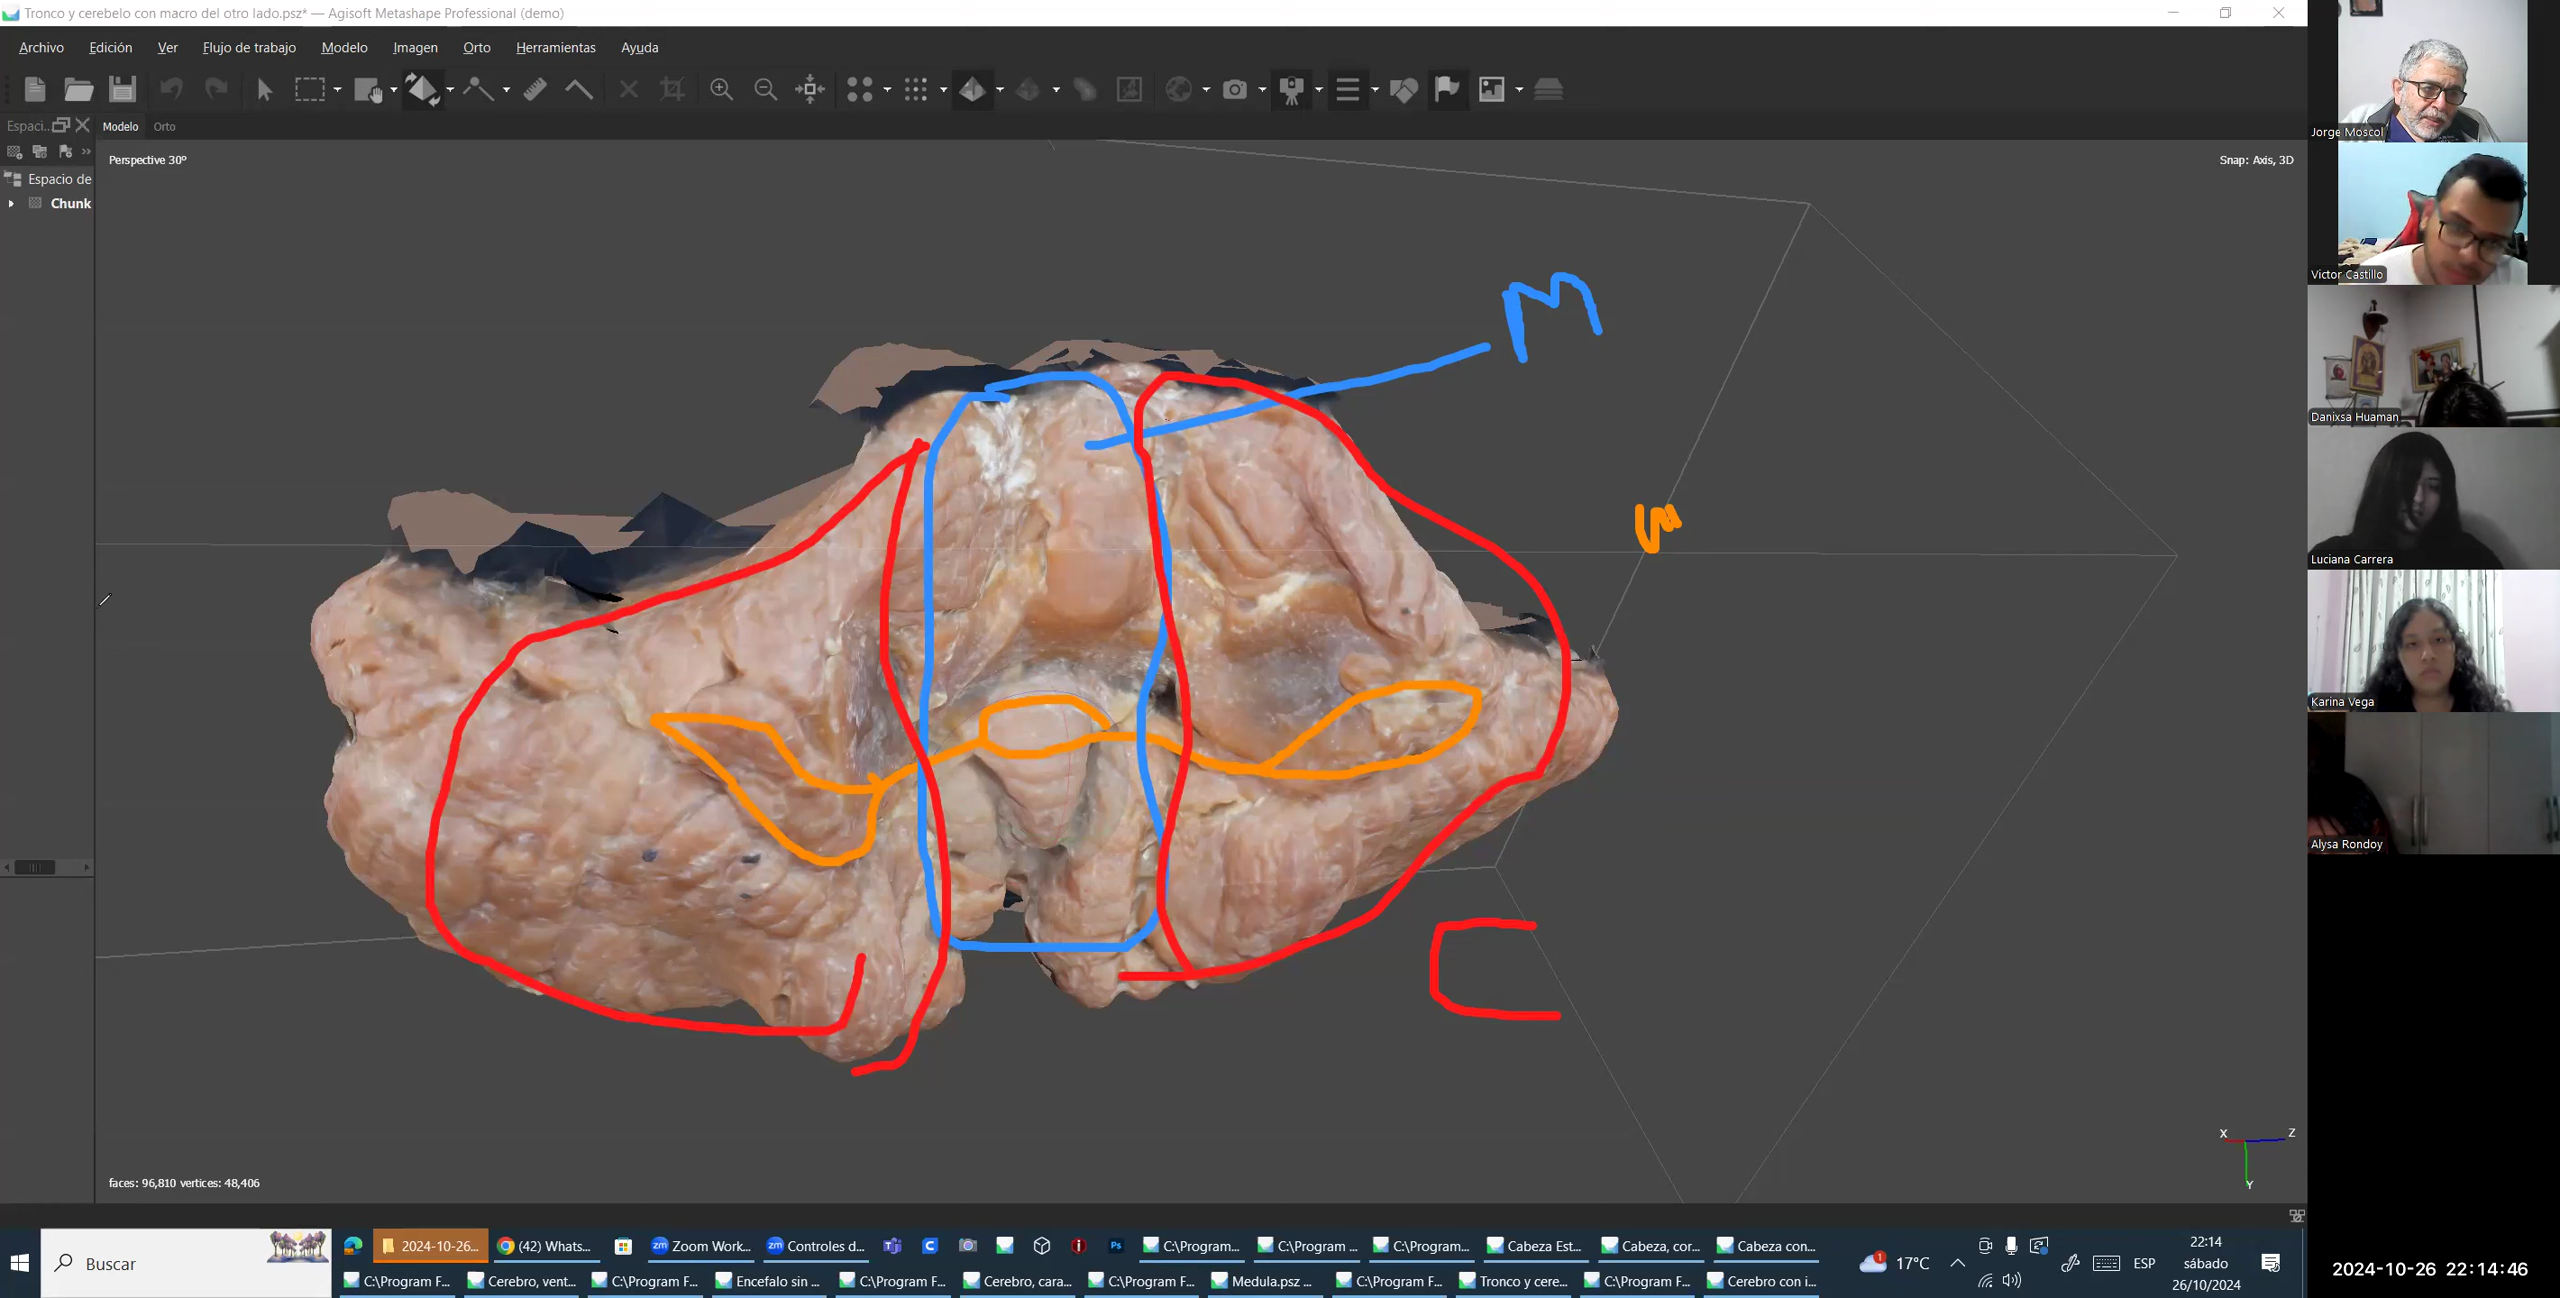 Tronco y cerebelo con macro del otro lado.psz* — Agisoft Metashape Professional (demo)
Archivo Edición Ver Flujo de trabajo Modelo Imagen Orto Herramientas Ayuda
Espaci... Modelo Orto
Perspective 30° Snap: Axis, 3D
Espacio de
Chunk
M
C
X Z
Y
faces: 96,810 vertices: 48,406
Jorge Moscol
Victor Castillo
Danixsa Huaman
Luciana Carrera
Karina Vega
Alysa Rondoy
2024-10-26... (42) Whats... Zoom Work... Controles d... C:\Program... C:\Program ... C:\Program... Cabeza Est... Cabeza, cor... Cabeza con...
Buscar
C:\Program F... Cerebro, vent... C:\Program F... Encefalo sin ... C:\Program F... Cerebro, cara... C:\Program F... Medula.psz ... C:\Program F... Tronco y cere... C:\Program F... Cerebro con i...
1 17°C ESP
22:14
sábado
26/10/2024
2024-10-26 22:14:46